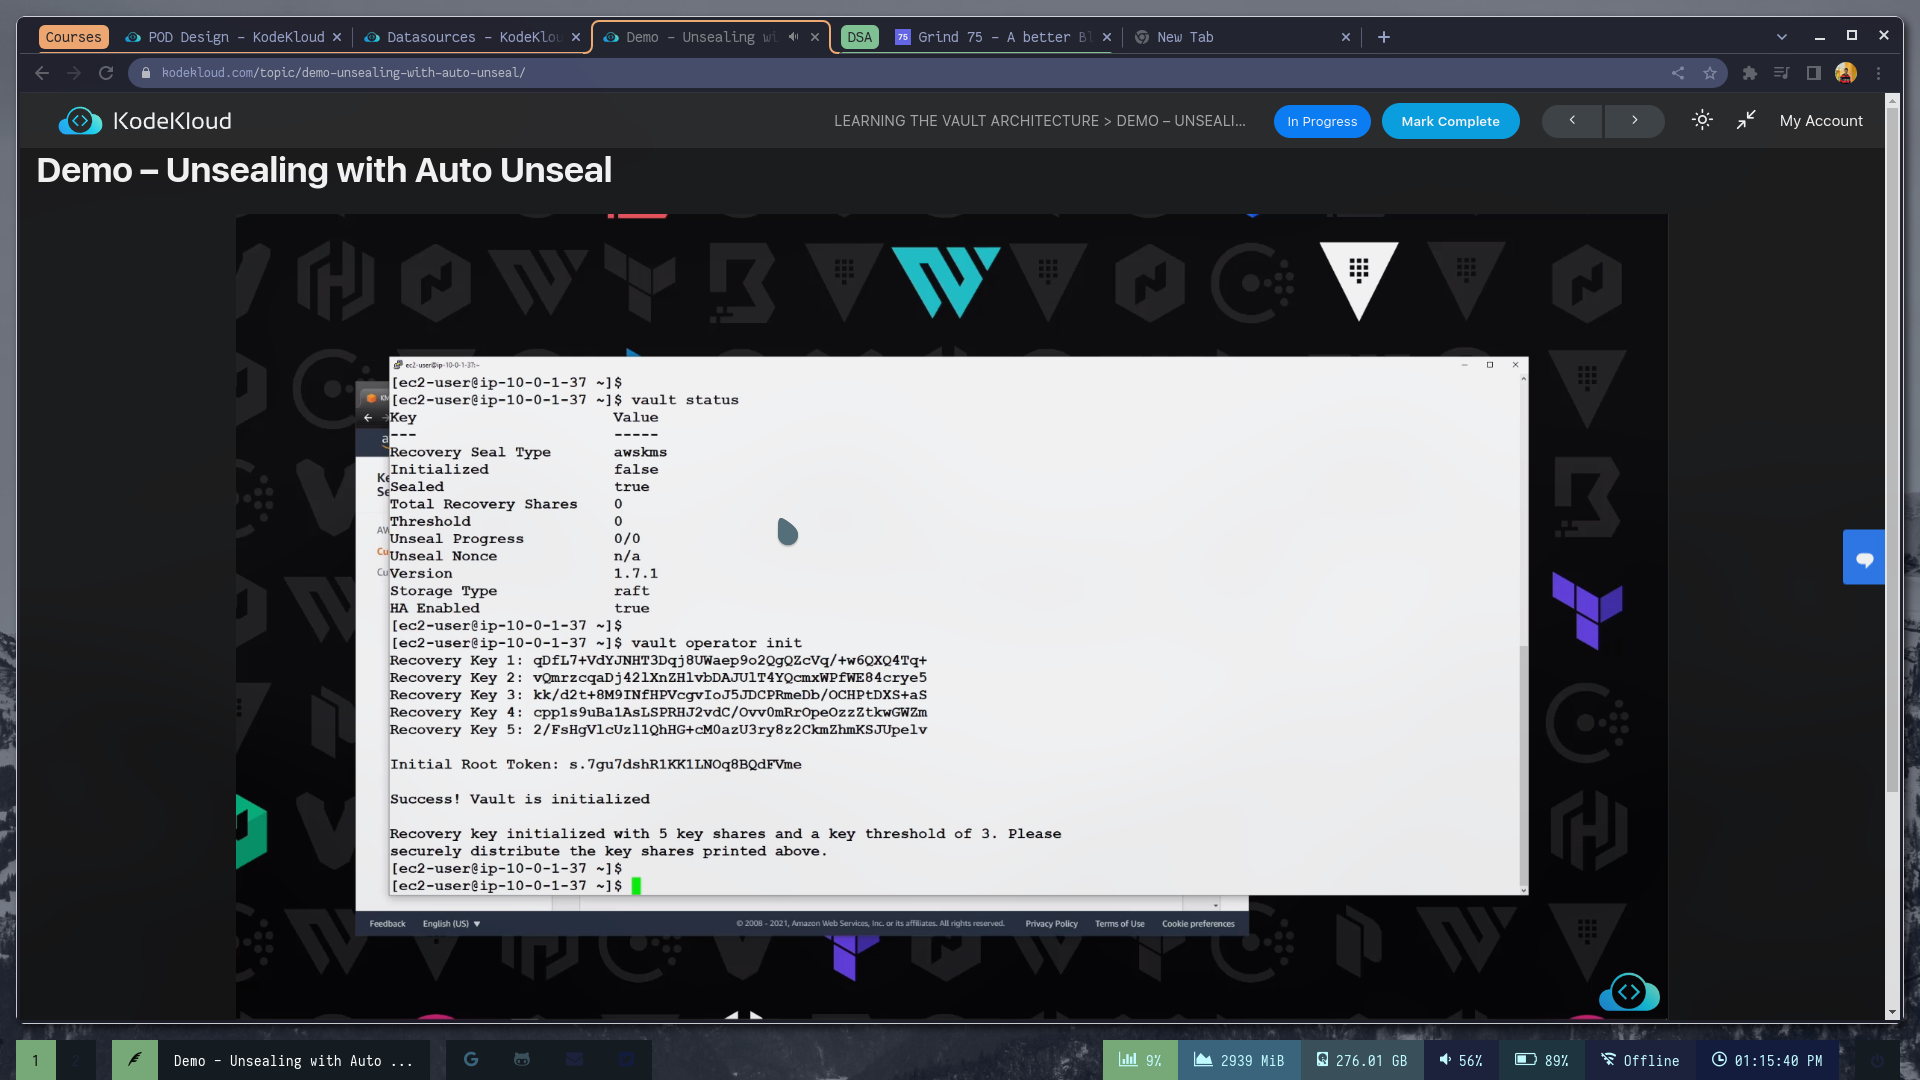 Courses
POD Design – KodeKloud
Datasources – KodeKlou
Demo – Unsealing wi
DSA
75
Grind 75 – A better Bl
New Tab
kodekloud.com/topic/demo-unsealing-with-auto-unseal/
KodeKloud
LEARNING THE VAULT ARCHITECTURE > DEMO – UNSEALI...
In Progress
Mark Complete
My Account
Demo – Unsealing with Auto Unseal
ec2-user@ip-10-0-1-37:~
[ec2-user@ip-10-0-1-37 ~]$
[ec2-user@ip-10-0-1-37 ~]$ vault status
Key Value
--- -----
Recovery Seal Type awskms
Initialized false
Sealed true
Total Recovery Shares 0
Threshold 0
Unseal Progress 0/0
Unseal Nonce n/a
Version 1.7.1
Storage Type raft
HA Enabled true
[ec2-user@ip-10-0-1-37 ~]$
[ec2-user@ip-10-0-1-37 ~]$ vault operator init
Recovery Key 1: qDfL7+VdYJNHT3Dqj8UWaep9o2QgQZcVq/+w6QXQ4Tq+
Recovery Key 2: vQmrzcqaDj42lXnZHlvbDAJUlT4YQcmxWPfWE84crye5
Recovery Key 3: kk/d2t+8M9INfHPVcgvIoJ5JDCPRmeDb/OCHPtDXS+aS
Recovery Key 4: cpp1s9uBa1AsLSPRHJ2vdC/Ovv0mRrOpeOzzZtkwGWZm
Recovery Key 5: 2/FsHgVlcUzl1QhHG+cM0azU3ry8z2CkmZhmKSJUpelv
Initial Root Token: s.7gu7dshR1KK1LNOq8BQdFVme
Success! Vault is initialized
Recovery key initialized with 5 key shares and a key threshold of 3. Please
securely distribute the key shares printed above.
[ec2-user@ip-10-0-1-37 ~]$
[ec2-user@ip-10-0-1-37 ~]$
Feedback English (US)
© 2008 - 2021, Amazon Web Services, Inc. or its affiliates. All rights reserved. Privacy Policy Terms of Use Cookie preferences
1
2
Demo – Unsealing with Auto ...
9%
2939 MiB
276.01 GB
56%
89%
Offline
01:15:40 PM